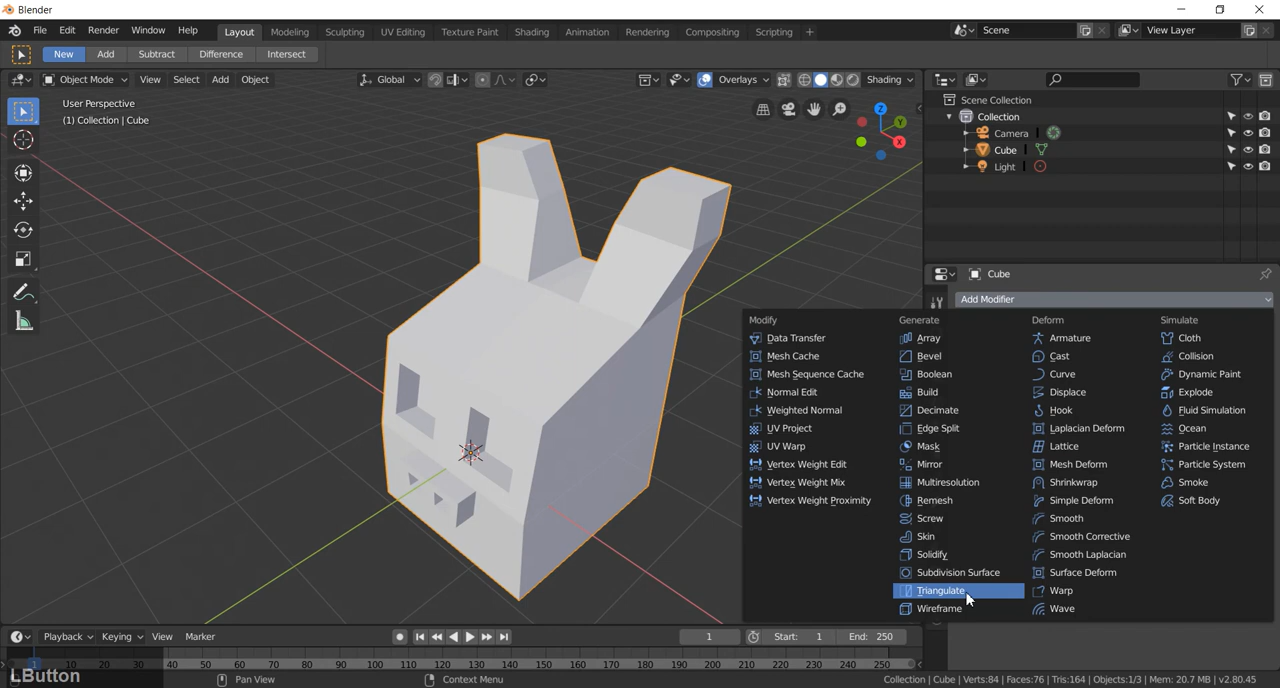 Blender
File Edit Render Window Help Layout Modeling Sculpting UV Editing Texture Paint Shading Animation Rendering Compositing Scripting + Scene View Layer
New Add Subtract Difference Intersect
Object Mode View Select Add Object Global Overlays Shading
User Perspective
(1) Collection | Cube
Z
Y
X
Scene Collection
Collection
Camera
Cube
Light
Cube
Add Modifier
Modify
Data Transfer
Mesh Cache
Mesh Sequence Cache
Normal Edit
Weighted Normal
UV Project
UV Warp
Vertex Weight Edit
Vertex Weight Mix
Vertex Weight Proximity
Generate
Array
Bevel
Boolean
Build
Decimate
Edge Split
Mask
Mirror
Multiresolution
Remesh
Screw
Skin
Solidify
Subdivision Surface
Triangulate
Wireframe
Deform
Armature
Cast
Curve
Displace
Hook
Laplacian Deform
Lattice
Mesh Deform
Shrinkwrap
Simple Deform
Smooth
Smooth Corrective
Smooth Laplacian
Surface Deform
Warp
Wave
Simulate
Cloth
Collision
Dynamic Paint
Explode
Fluid Simulation
Ocean
Particle Instance
Particle System
Smoke
Soft Body
Playback Keying View Marker 1 Start: 1 End: 250
1 10 20 30 40 50 60 70 80 90 100 110 120 130 140 150 160 170 180 190 200 210 220 230 240 250
LButton Pan View Context Menu Collection | Cube | Verts:84 | Faces:76 | Tris:164 | Objects:1/3 | Mem: 20.7 MB | v2.80.45